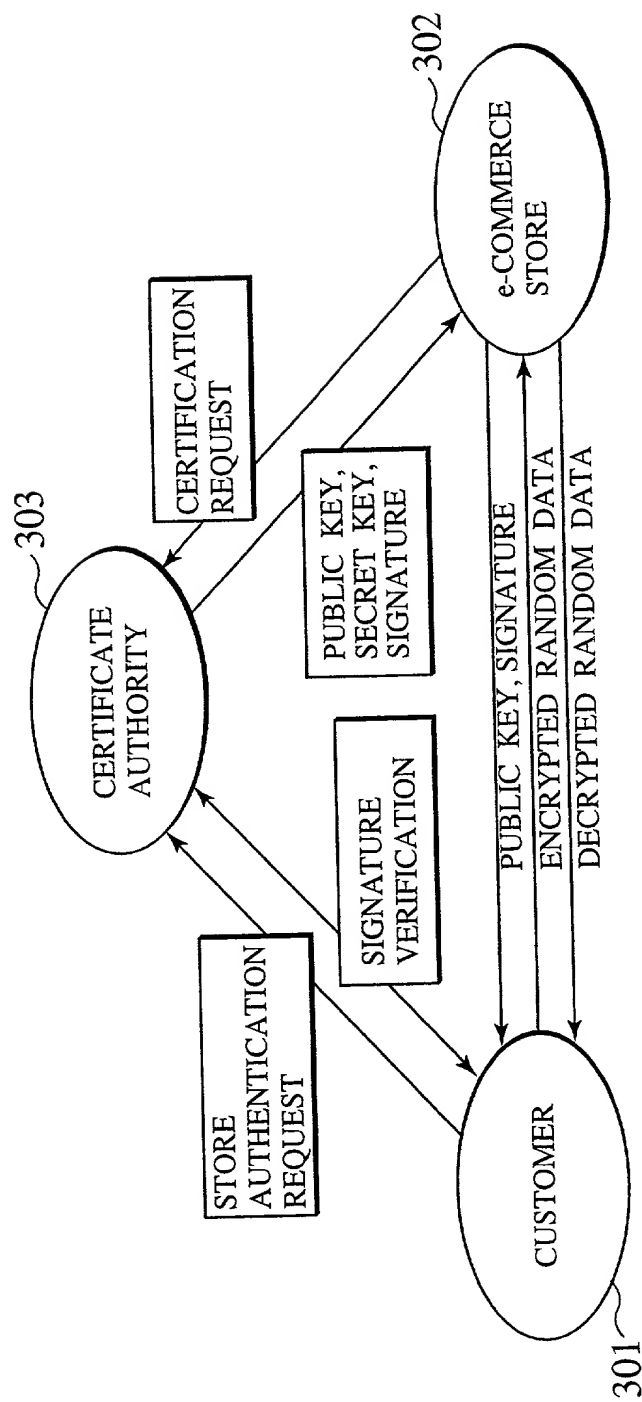 303
CERTIFICATE
AUTHORITY
STORE
AUTHENTICATION
REQUEST
CERTIFICATION
REQUEST
SIGNATURE
VERIFICATION
PUBLIC KEY,
SECRET KEY,
SIGNATURE
302
CUSTOMER
e-COMMERCE
STORE
301
PUBLIC KEY, SIGNATURE
ENCRYPTED RANDOM DATA
DECRYPTED RANDOM DATA